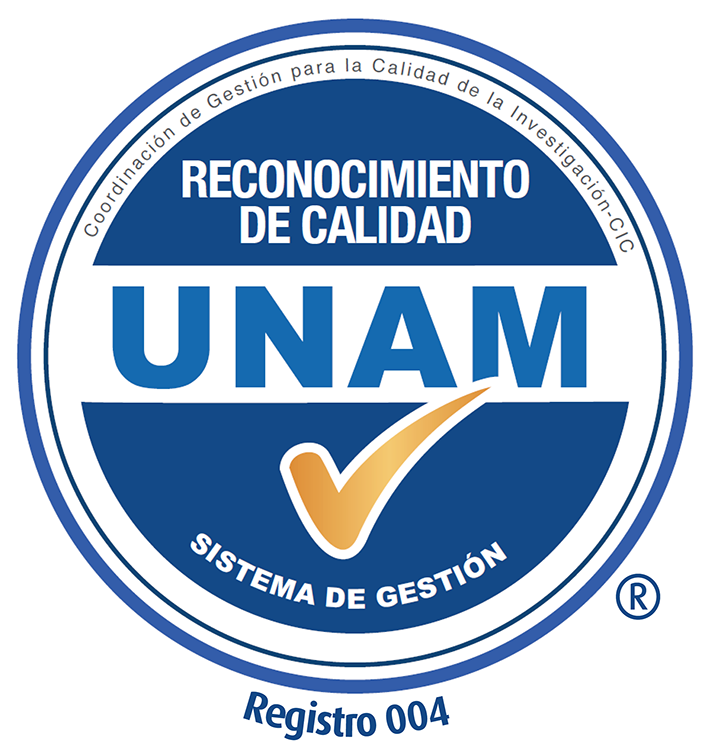 Coordinación de Gestión para la Calidad de la Investigación-CIC
RECONOCIMIENTO
DE CALIDAD
UNAM
SISTEMA DE GESTIÓN
®
Registro 004